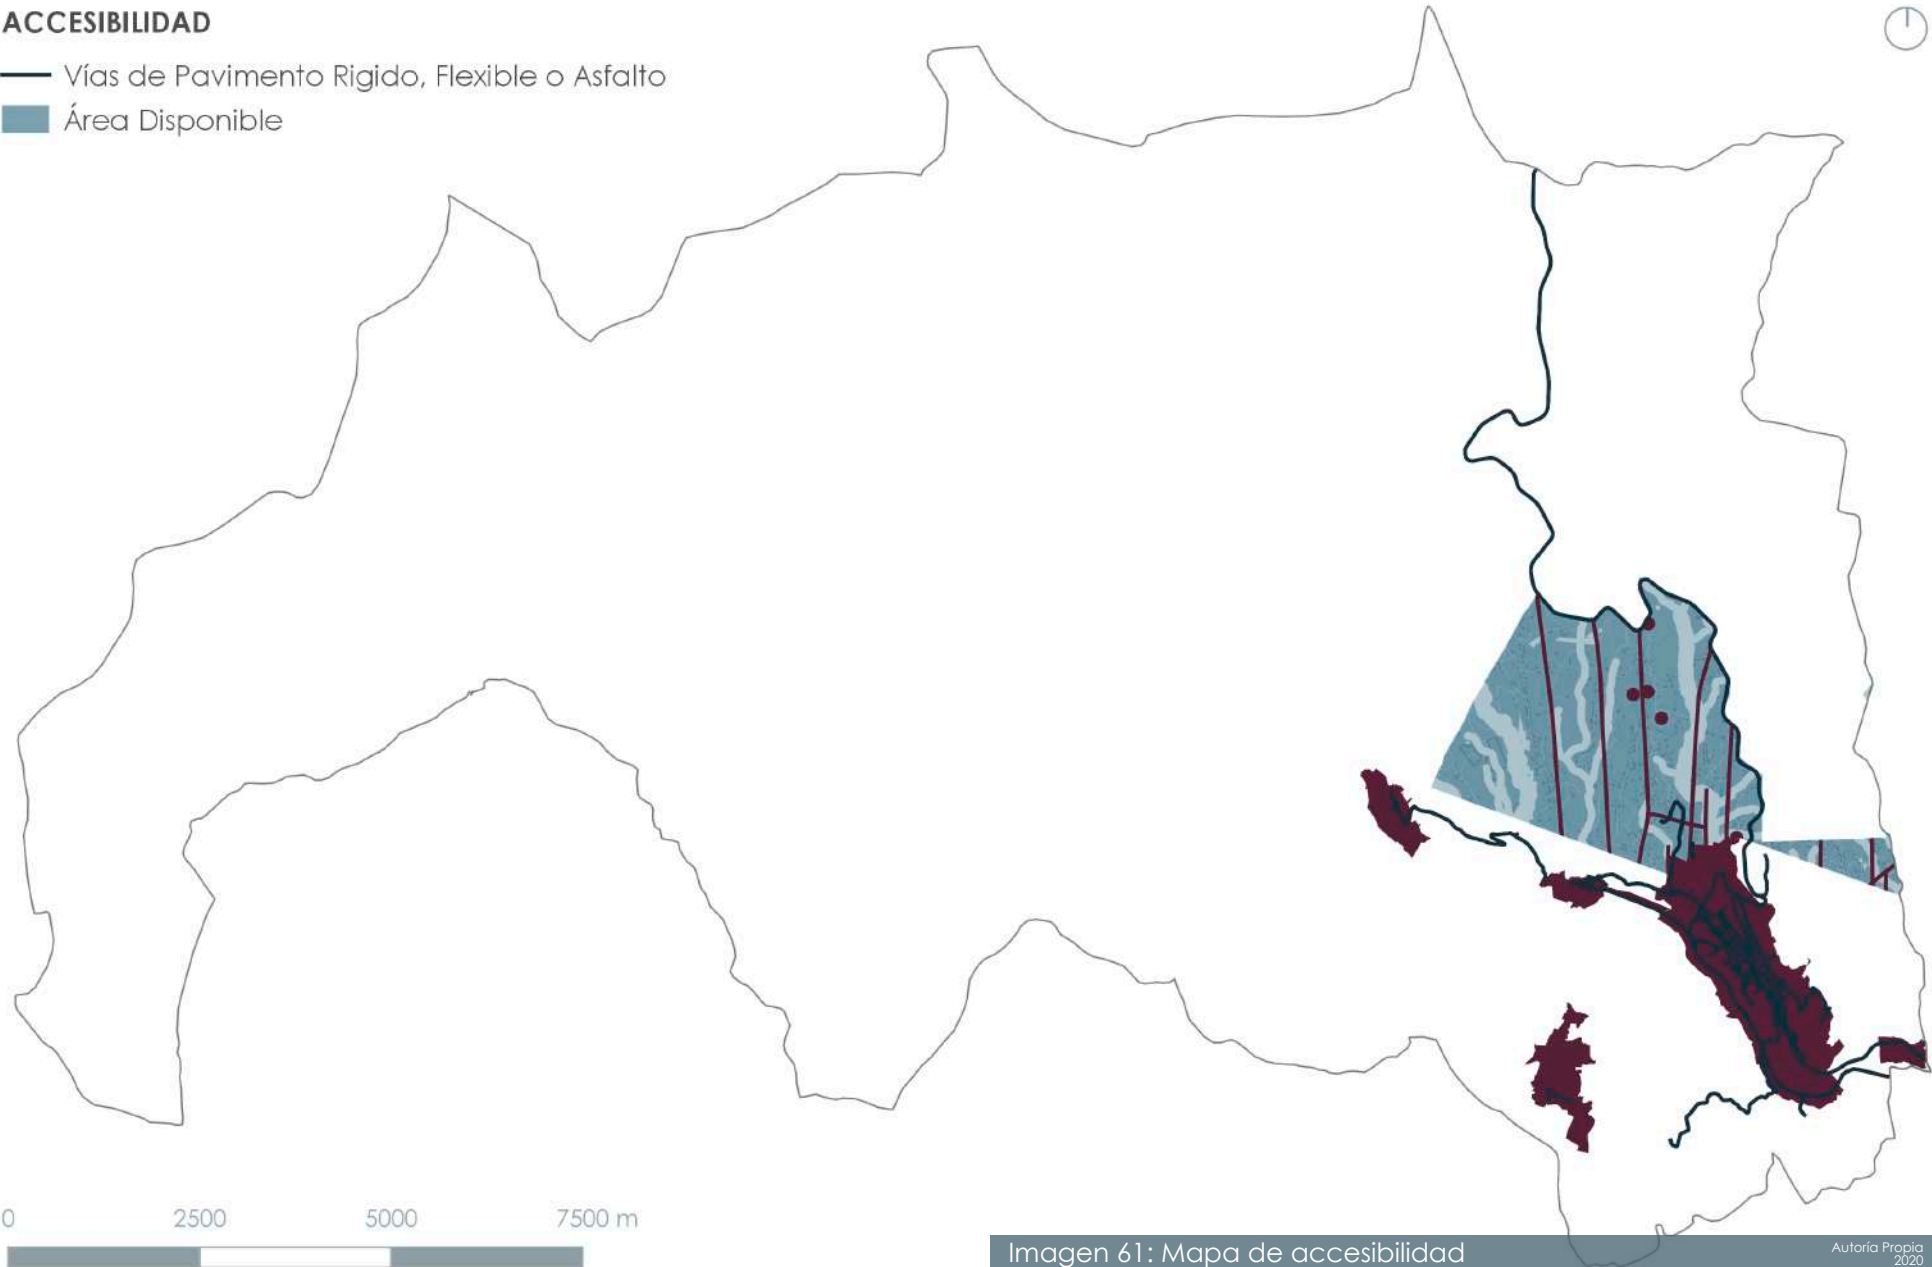 ACCESIBILIDAD
Vías de Pavimento Rigido, Flexible o Asfalto
Área Disponible
0 2500 5000 7500 m
Imagen 61: Mapa de accesibilidad
Autoría Propia
2020